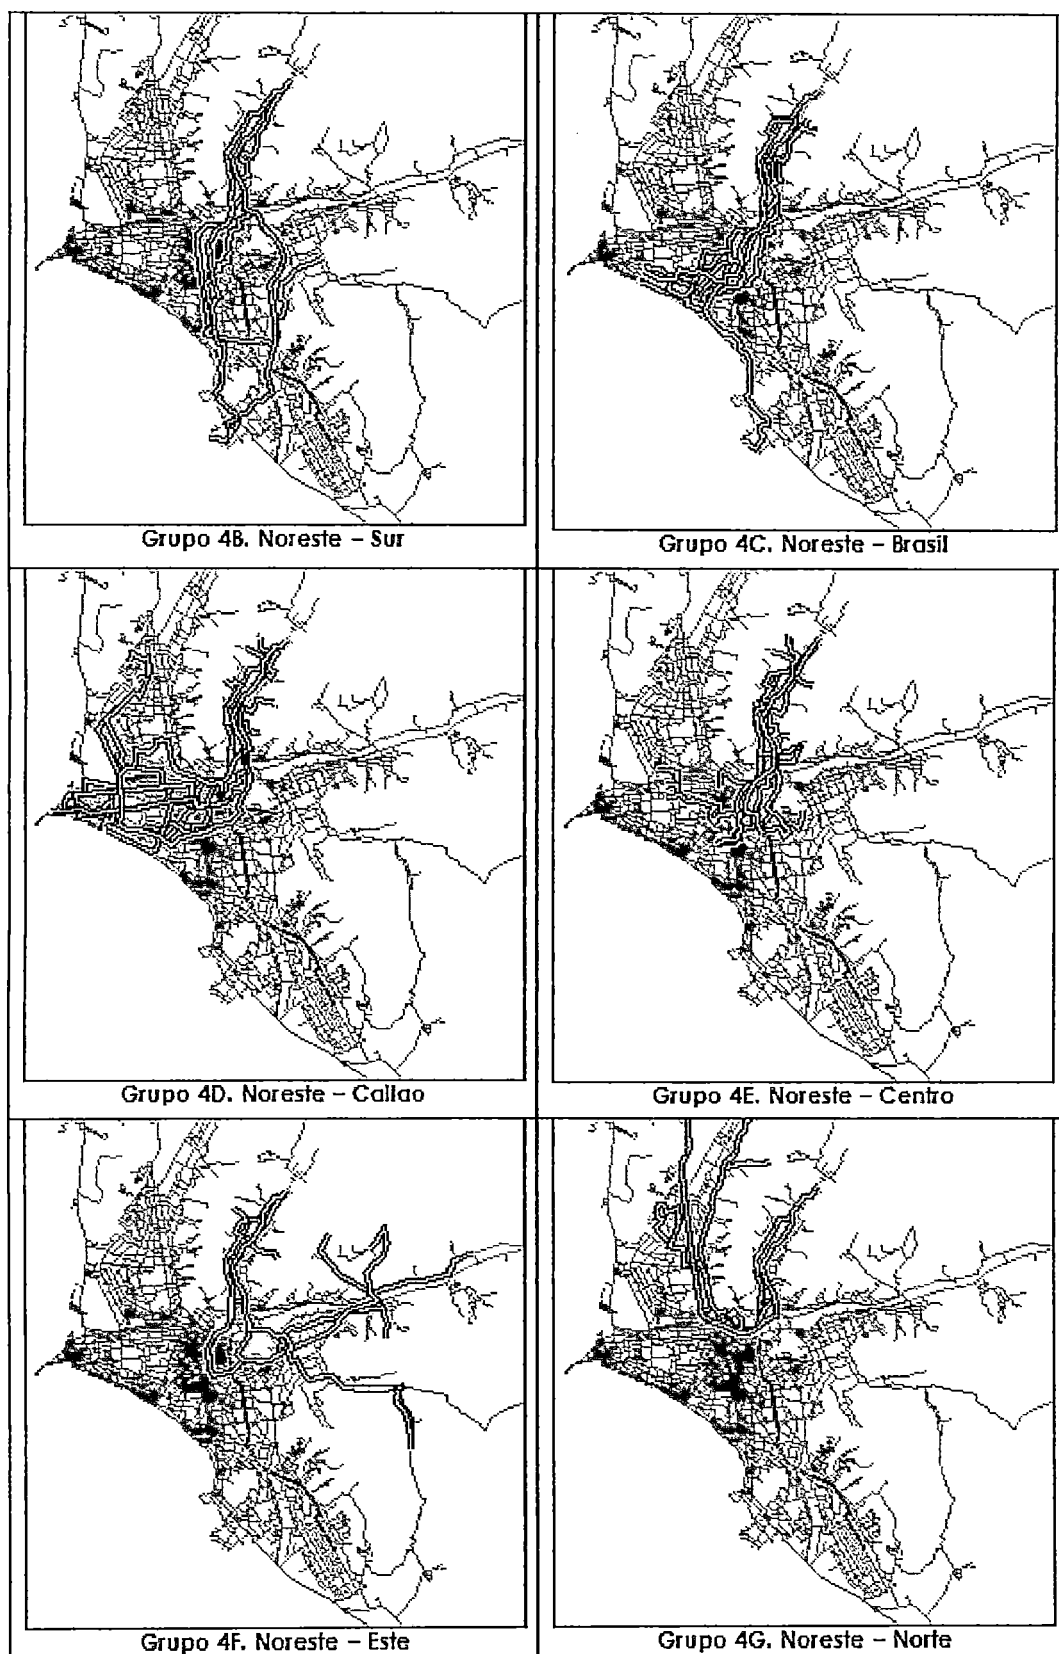 Grupo 4B. Noreste – Sur
Grupo 4C. Noreste – Brasil
Grupo 4D. Noreste – Callao
Grupo 4E. Noreste – Centro
Grupo 4F. Noreste – Este
Grupo 4G. Noreste – Norte